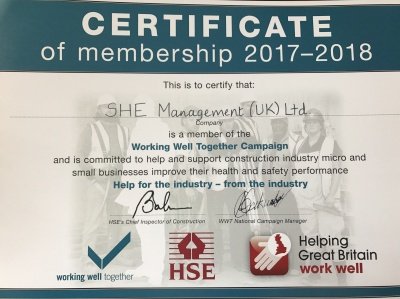 CERTIFICATE
of membership 2017–2018
This is to certify that:
SHE Management (UK) Ltd
Company
is a member of the
Working Well Together Campaign
and is committed to help and support construction industry micro and
small businesses improve their health and safety performance
Help for the industry – from the industry
HSE's Chief Inspector of Construction
WWT National Campaign Manager
working well together
HSE
Helping
Great Britain
work well